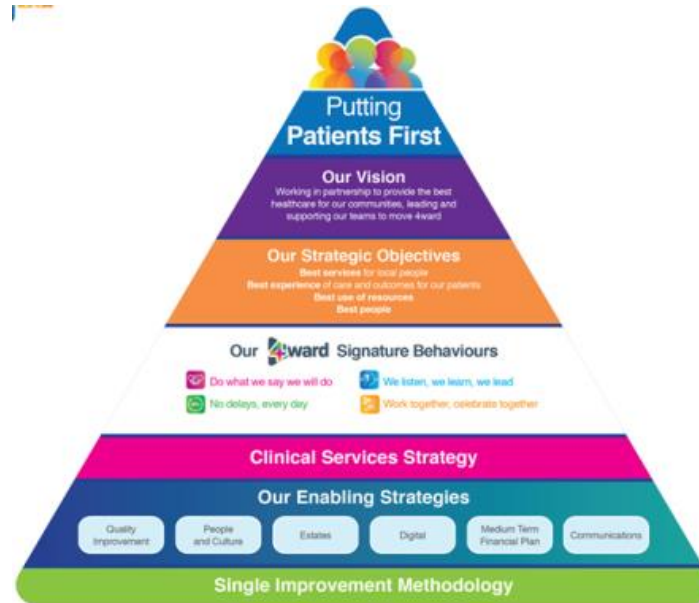 Putting
Patients First
Our Vision
Working in partnership to provide the best
healthcare for our communities, leading and
supporting our teams to move 4ward
Our Strategic Objectives
Best services for local people
Best experience of care and outcomes for our patients
Best use of resources
Best people
Our 4ward Signature Behaviours
Do what we say we will do
We listen, we learn, we lead
No delays, every day
Work together, celebrate together
Clinical Services Strategy
Our Enabling Strategies
Quality
Improvement
People
and Culture
Estates
Digital
Medium Term
Financial Plan
Communications
Single Improvement Methodology